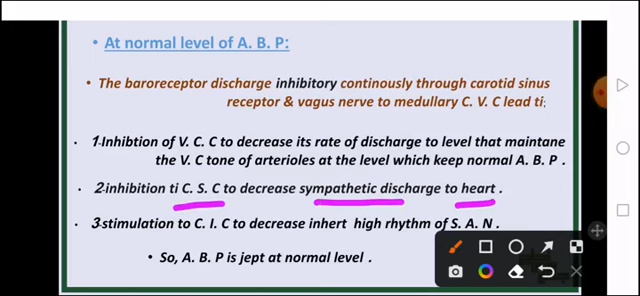 • At normal level of A. B. P:
• The baroreceptor discharge inhibitory continously through carotid sinus
receptor & vagus nerve to medullary C. V. C lead ti;
• 1-Inhibtion of V. C. C to decrease its rate of discharge to level that maintane
the V. C tone of arterioles at the level which keep normal A. B. P .
• 2-inhibition ti C. S. C to decrease sympathetic discharge to heart .
• 3-stimulation to C. I. C to decrease inhert high rhythm of S. A. N .
• So, A. B. P is jept at normal level .